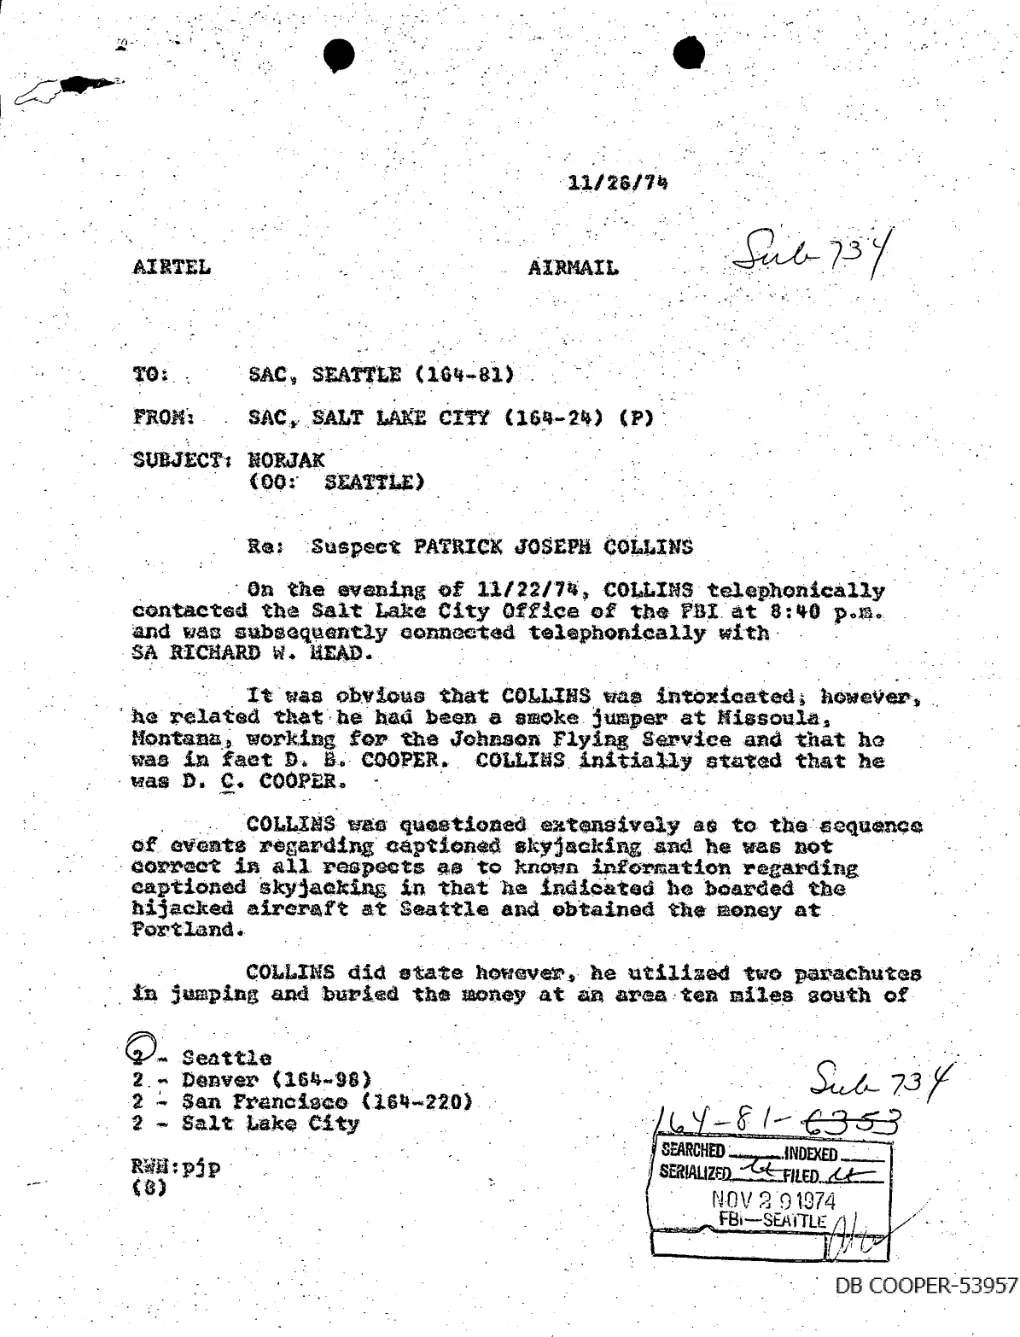 11/26/74
Sub 734
AIRTEL AIRMAIL
TO: SAC, SEATTLE (164-81)
FROM: SAC, SALT LAKE CITY (164-24) (P)
SUBJECT: NORJAK
(OO: SEATTLE)
Re: Suspect PATRICK JOSEPH COLLINS
On the evening of 11/22/74, COLLINS telephonically
contacted the Salt Lake City Office of the FBI at 8:40 p.m.
and was subsequently connected telephonically with
SA RICHARD W. HEAD.
It was obvious that COLLINS was intoxicated; however,
he related that he had been a smoke jumper at Missoula,
Montana, working for the Johnson Flying Service and that he
was in fact D. B. COOPER. COLLINS initially stated that he
was D. C. COOPER.
COLLINS was questioned extensively as to the sequence
of events regarding captioned skyjacking and he was not
correct in all respects as to known information regarding
captioned skyjacking in that he indicated he boarded the
hijacked aircraft at Seattle and obtained the money at
Portland.
COLLINS did state however, he utilized two parachutes
in jumping and buried the money at an area ten miles south of
2 - Seattle
2 - Denver (164-98)
2 - San Francisco (164-220)
2 - Salt Lake City
RWH:pjp
(8)
Sub 734
164-81-6353
SEARCHED INDEXED
SERIALIZED FILED
NOV 29 1974
FBI—SEATTLE
DB COOPER-53957